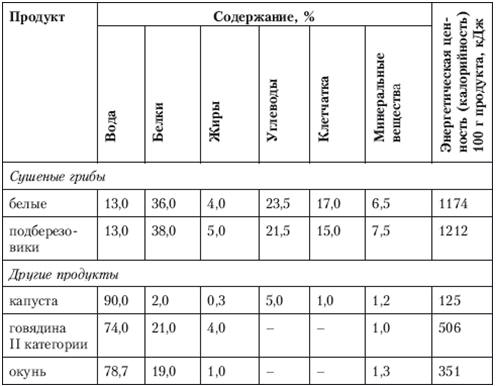 Продукт Содержание, % Энергетическая цен-
ность (калорийность)
100 г продукта, кДж
Вода Белки Жиры Углеводы Клетчатка Минеральные
вещества
Сушеные грибы
белые 13,0 36,0 4,0 23,5 17,0 6,5 1174
подберезо- 13,0 38,0 5,0 21,5 15,0 7,5 1212
вики
Другие продукты
капуста 90,0 2,0 0,3 5,0 1,0 1,2 125
говядина 74,0 21,0 4,0 – – 1,0 506
II категории
окунь 78,7 19,0 1,0 – – 1,3 351